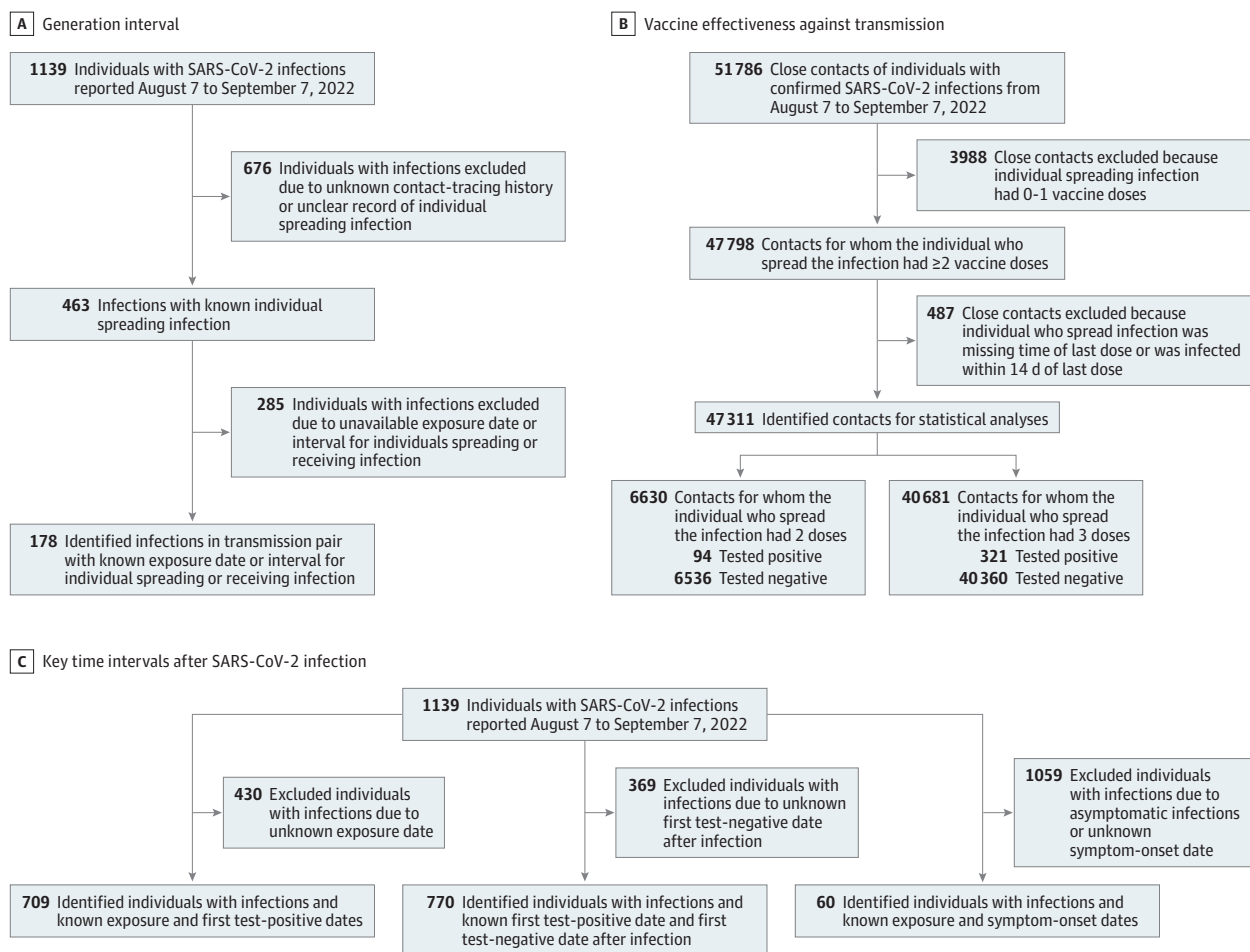 A Generation interval
1139 Individuals with SARS-CoV-2 infections
reported August 7 to September 7, 2022
676 Individuals with infections excluded
due to unknown contact-tracing history
or unclear record of individual
spreading infection
463 Infections with known individual
spreading infection
285 Individuals with infections excluded
due to unavailable exposure date or
interval for individuals spreading or
receiving infection
178 Identified infections in transmission pair
with known exposure date or interval for
individual spreading or receiving infection
B Vaccine effectiveness against transmission
51786 Close contacts of individuals with
confirmed SARS-CoV-2 infections from
August 7 to September 7, 2022
3988 Close contacts excluded because
individual spreading infection
had 0-1 vaccine doses
47798 Contacts for whom the individual who
spread the infection had ≥2 vaccine doses
487 Close contacts excluded because
individual who spread infection was
missing time of last dose or was infected
within 14 d of last dose
47311 Identified contacts for statistical analyses
6630 Contacts for whom the
individual who spread
the infection had 2 doses
94 Tested positive
6536 Tested negative
40681 Contacts for whom the
individual who spread
the infection had 3 doses
321 Tested positive
40360 Tested negative
C Key time intervals after SARS-CoV-2 infection
1139 Individuals with SARS-CoV-2 infections
reported August 7 to September 7, 2022
430 Excluded individuals
with infections due to
unknown exposure date
369 Excluded individuals with
infections due to unknown
first test-negative date
after infection
1059 Excluded individuals
with infections due to
asymptomatic infections
or unknown
symptom-onset date
709 Identified individuals with infections and
known exposure and first test-positive dates
770 Identified individuals with infections and
known first test-positive date and first
test-negative date after infection
60 Identified individuals with infections and
known exposure and symptom-onset dates